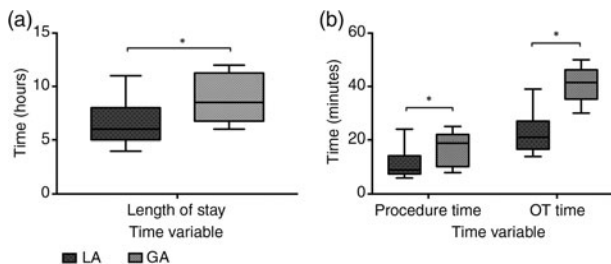 (a)
*
15
10
5
0
Time (hours)
Length of stay
Time variable
LA
GA
(b)
*
*
60
40
20
0
Time (minutes)
Procedure time
OT time
Time variable